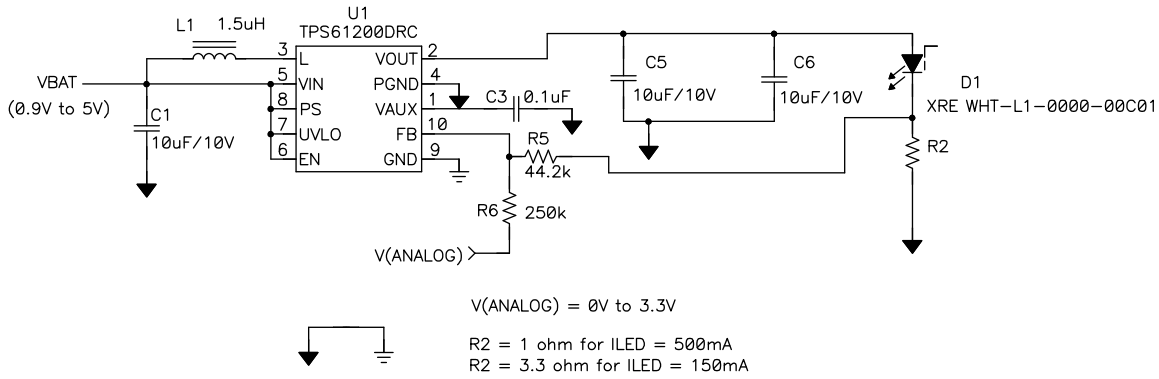 U1
TPS61200DRC
L1 1.5uH
3 L
VOUT 2
VBAT
(0.9V to 5V)
5 VIN
PGND 4
8 PS
VAUX 1
7 UVLO
FB 10
6 EN
GND 9
C1
10uF/10V
C3 0.1uF
C5
10uF/10V
C6
10uF/10V
D1
XRE WHT-L1-0000-00C01
R5
44.2k
R2
R6 250k
V(ANALOG)
V(ANALOG) = 0V to 3.3V
R2 = 1 ohm for ILED = 500mA
R2 = 3.3 ohm for ILED = 150mA